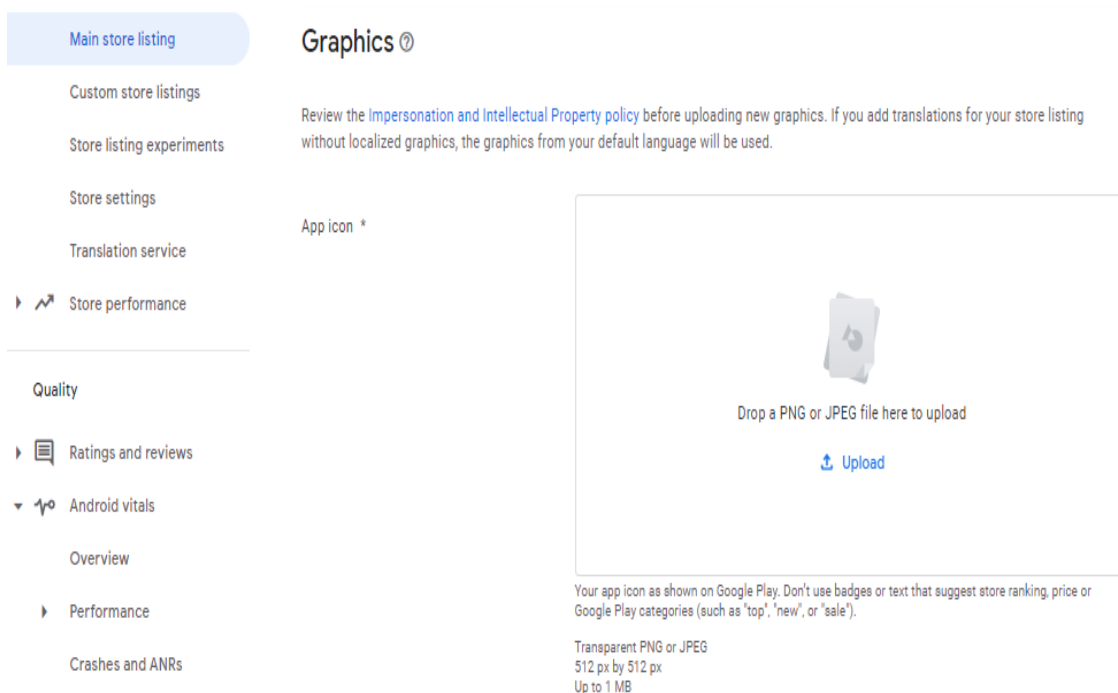 Main store listing
Custom store listings
Store listing experiments
Store settings
Translation service
Store performance
Quality
Ratings and reviews
Android vitals
Overview
Performance
Crashes and ANRs
Graphics
Review the Impersonation and Intellectual Property policy before uploading new graphics. If you add translations for your store listing
without localized graphics, the graphics from your default language will be used.
App icon *
Drop a PNG or JPEG file here to upload
Upload
Your app icon as shown on Google Play. Don't use badges or text that suggest store ranking, price or
Google Play categories (such as "top", "new", or "sale").
Transparent PNG or JPEG
512 px by 512 px
Up to 1 MB